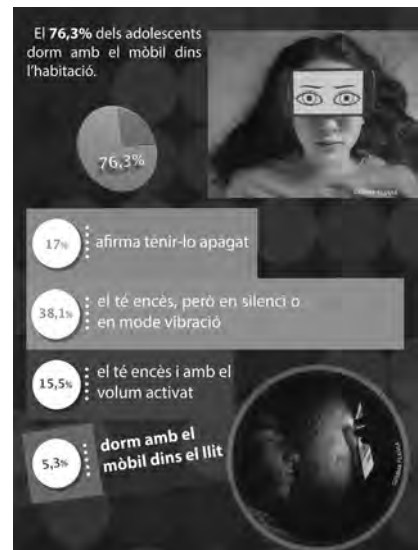 El 76,3% dels adolescents
dorm amb el mòbil dins
l'habitació.
76,3%
17%
afirma tenir-lo apagat
38,1%
el té encès, però en silenci o
en mode vibració
15,5%
el té encès i amb el
volum activat
5,3%
dorm amb el
mòbil dins el llit